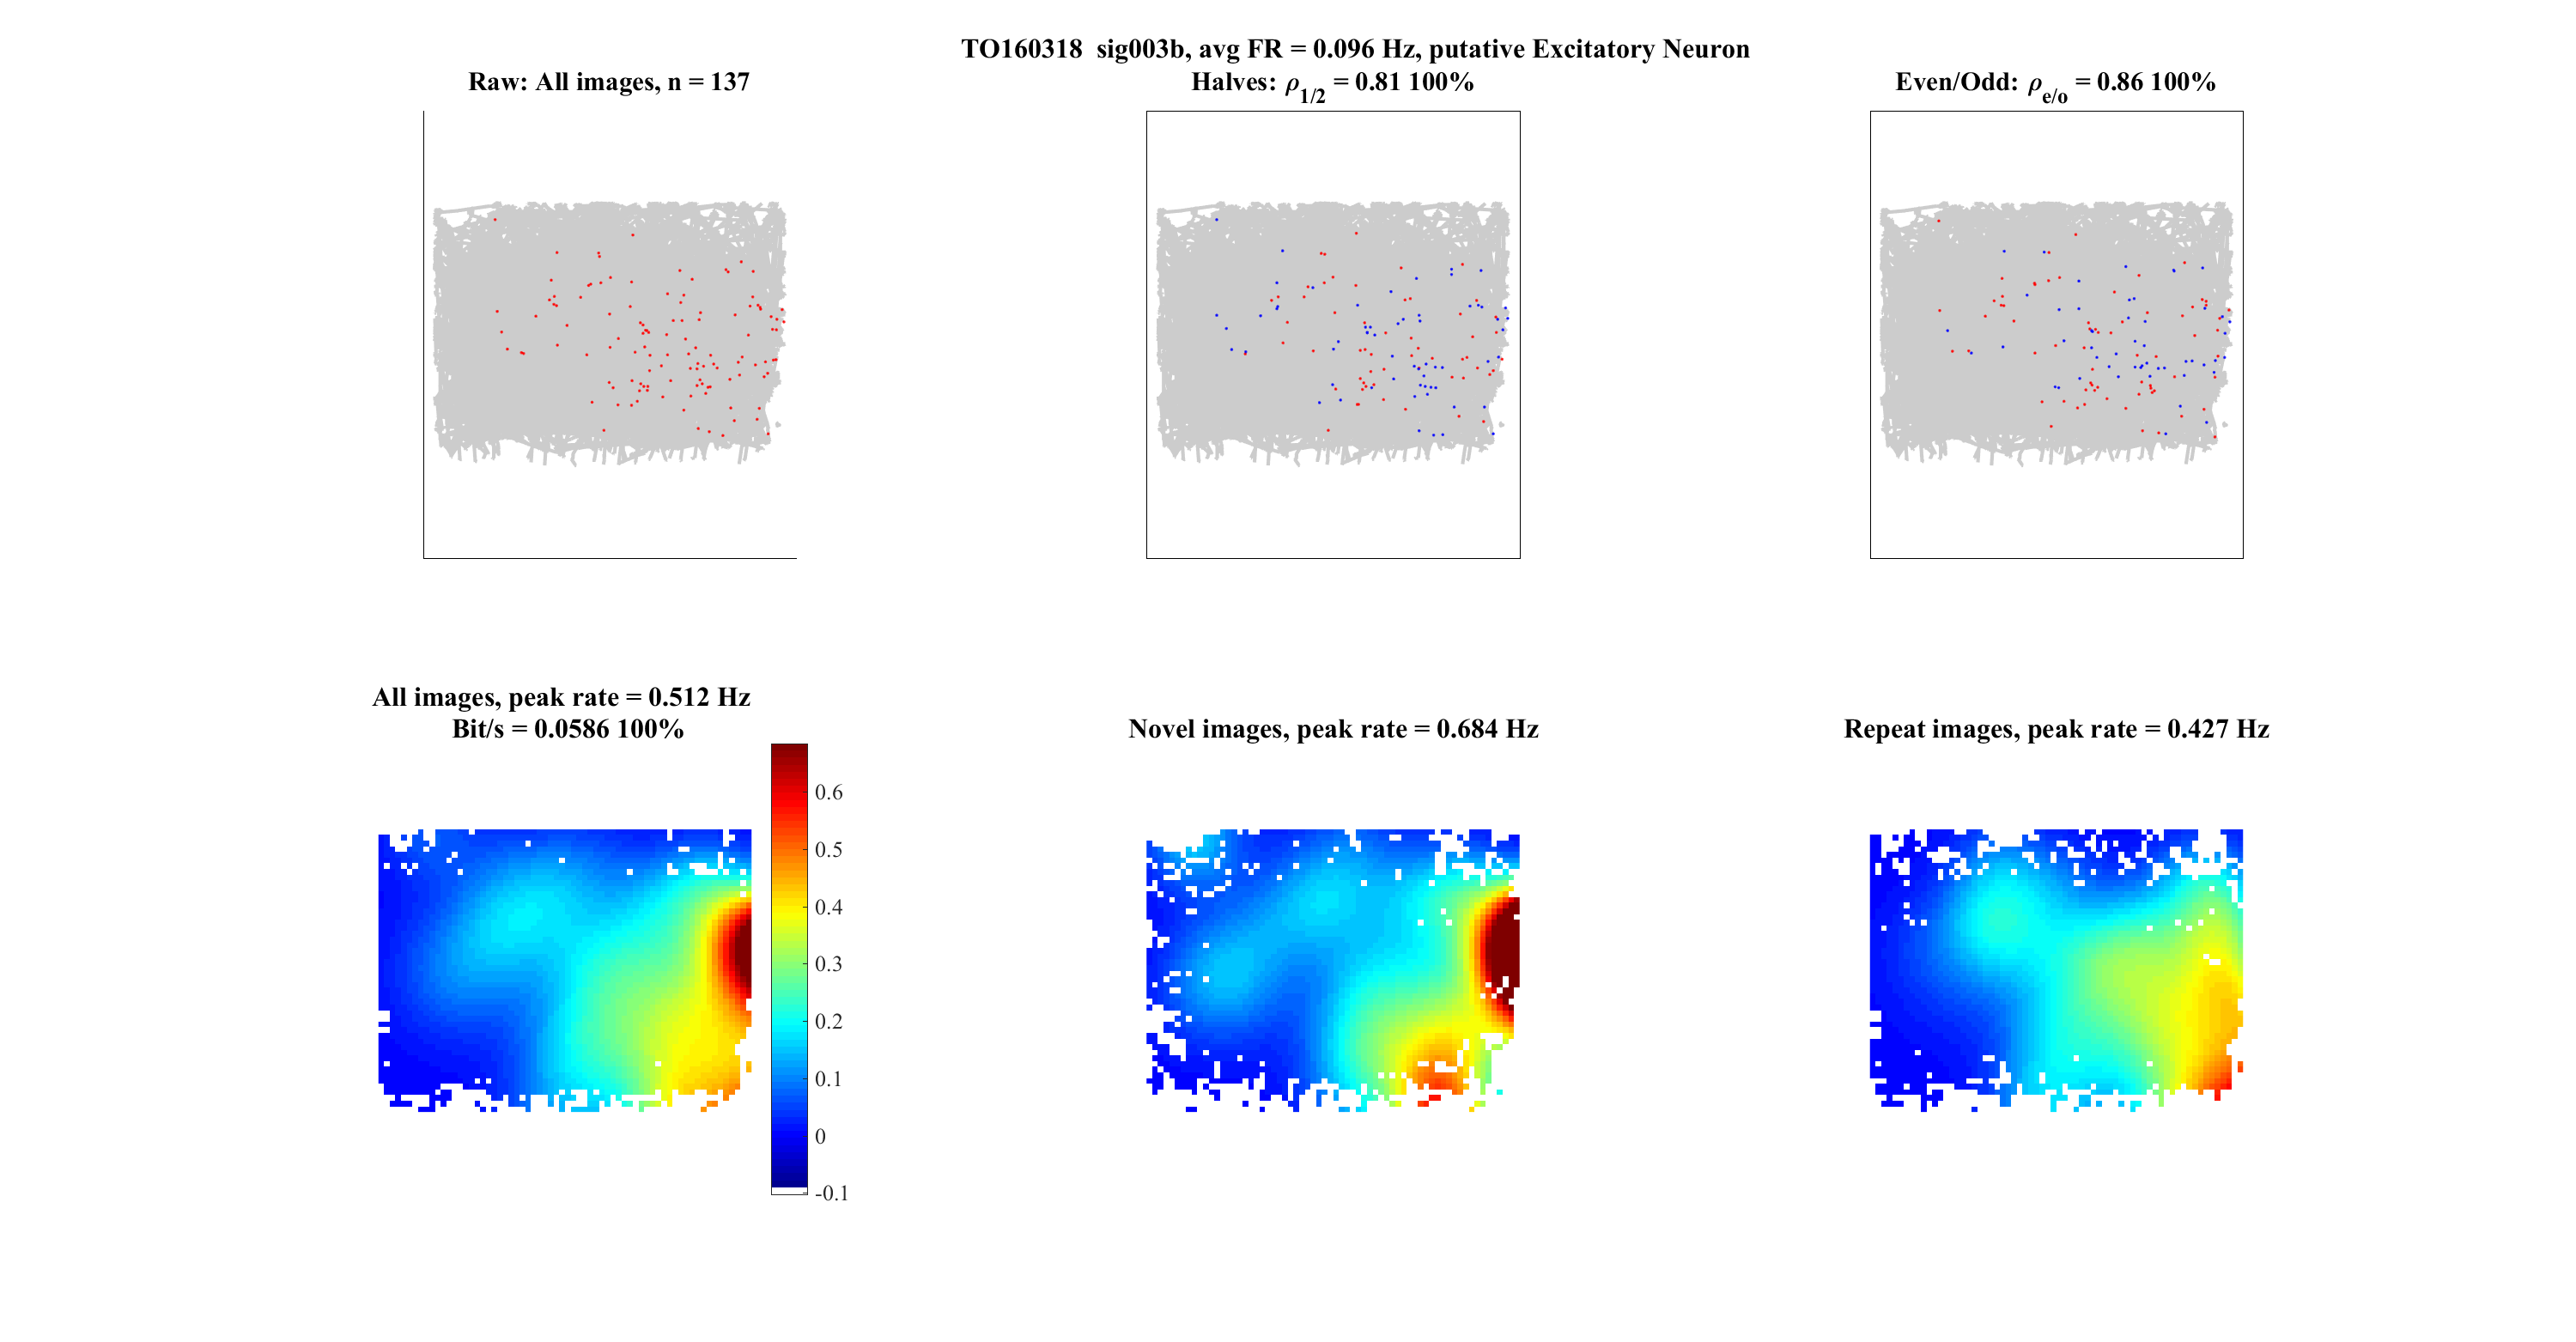 TO160318  sig003b, avg FR = 0.096 Hz, putative Excitatory Neuron
Raw: All images, n = 137
Halves: ρ1/2 = 0.81 100%
Even/Odd: ρe/o = 0.86 100%
All images, peak rate = 0.512 Hz
Bit/s = 0.0586 100%
Novel images, peak rate = 0.684 Hz
Repeat images, peak rate = 0.427 Hz
0.6
0.5
0.4
0.3
0.2
0.1
0
-0.1